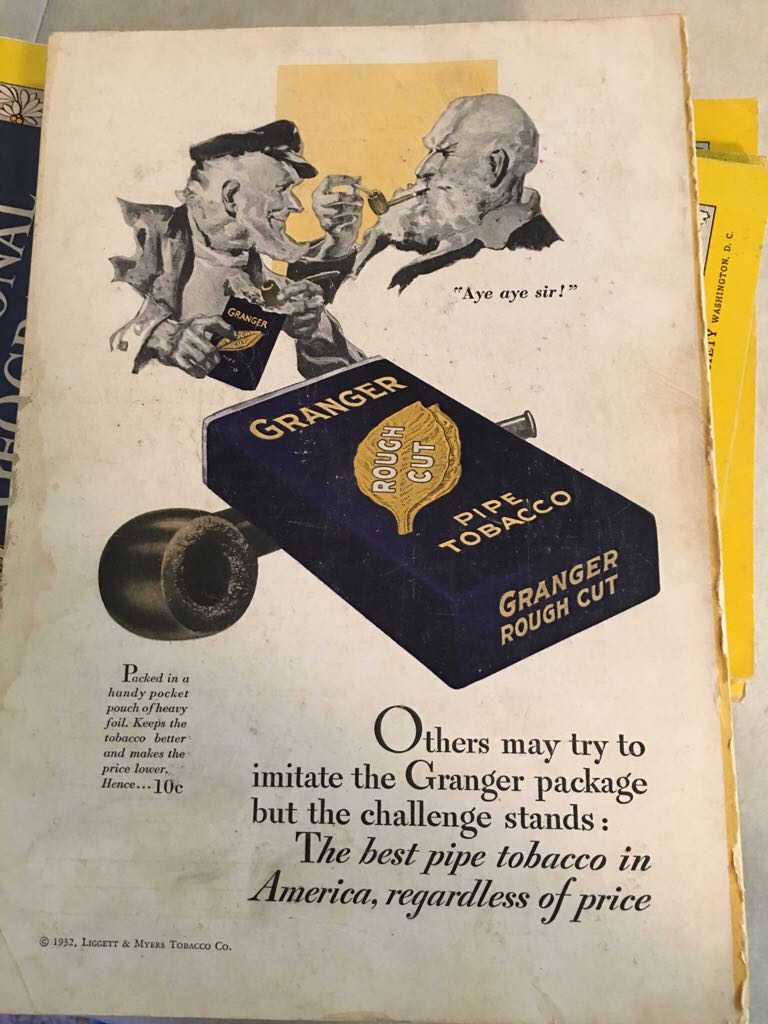 "Aye aye sir!"
GRANGER
GRANGER
ROUGH
CUT
PIPE
TOBACCO
GRANGER
ROUGH CUT
Packed in a
handy pocket
pouch of heavy
foil. Keeps the
tobacco better
and makes the
price lower.
Hence...10c
Others may try to
imitate the Granger package
but the challenge stands:
The best pipe tobacco in
America, regardless of price
© 1932, LIGGETT & MYERS TOBACCO CO.
WASHINGTON, D. C.